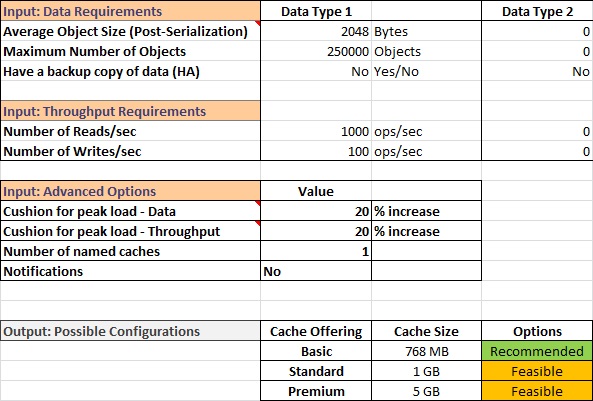 Input: Data Requirements Data Type 1 Data Type 2
Average Object Size (Post-Serialization) 2048 Bytes 0
Maximum Number of Objects 250000 Objects 0
Have a backup copy of data (HA) No Yes/No No
Input: Throughput Requirements
Number of Reads/sec 1000 ops/sec 0
Number of Writes/sec 100 ops/sec 0
Input: Advanced Options Value
Cushion for peak load - Data 20 % increase
Cushion for peak load - Throughput 20 % increase
Number of named caches 1
Notifications No
Output: Possible Configurations Cache Offering Cache Size Options
Basic 768 MB Recommended
Standard 1 GB Feasible
Premium 5 GB Feasible